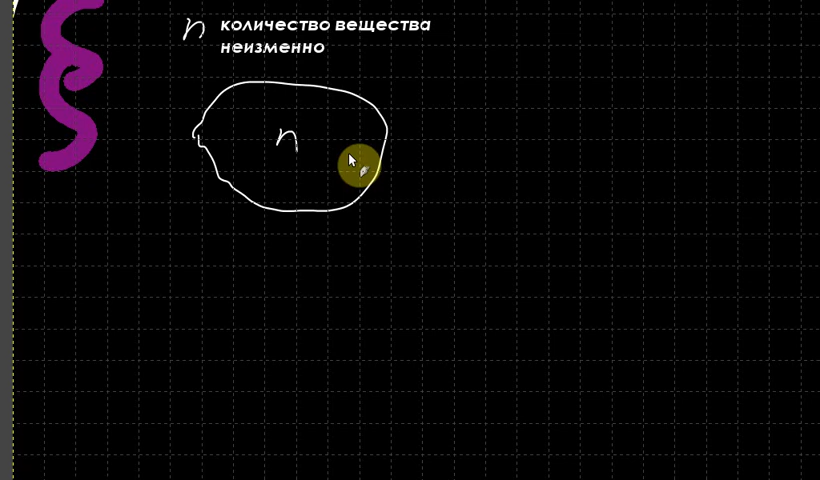 n количество вещества
неизменно
n